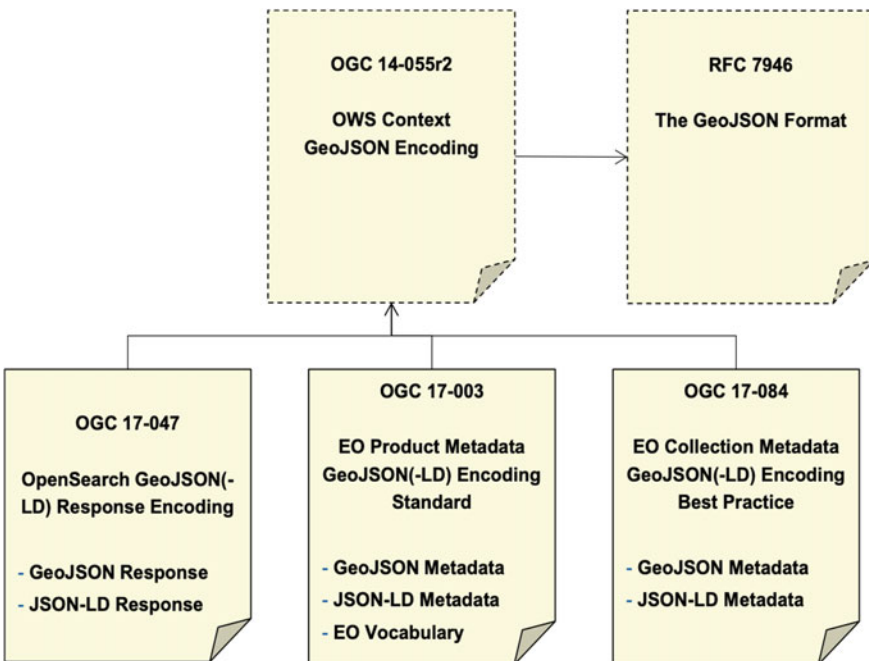 OGC 14-055r2
OWS Context
GeoJSON Encoding
RFC 7946
The GeoJSON Format
OGC 17-047
OpenSearch GeoJSON(-
LD) Response Encoding
- GeoJSON Response
- JSON-LD Response
OGC 17-003
EO Product Metadata
GeoJSON(-LD) Encoding
Standard
- GeoJSON Metadata
- JSON-LD Metadata
- EO Vocabulary
OGC 17-084
EO Collection Metadata
GeoJSON(-LD) Encoding
Best Practice
- GeoJSON Metadata
- JSON-LD Metadata